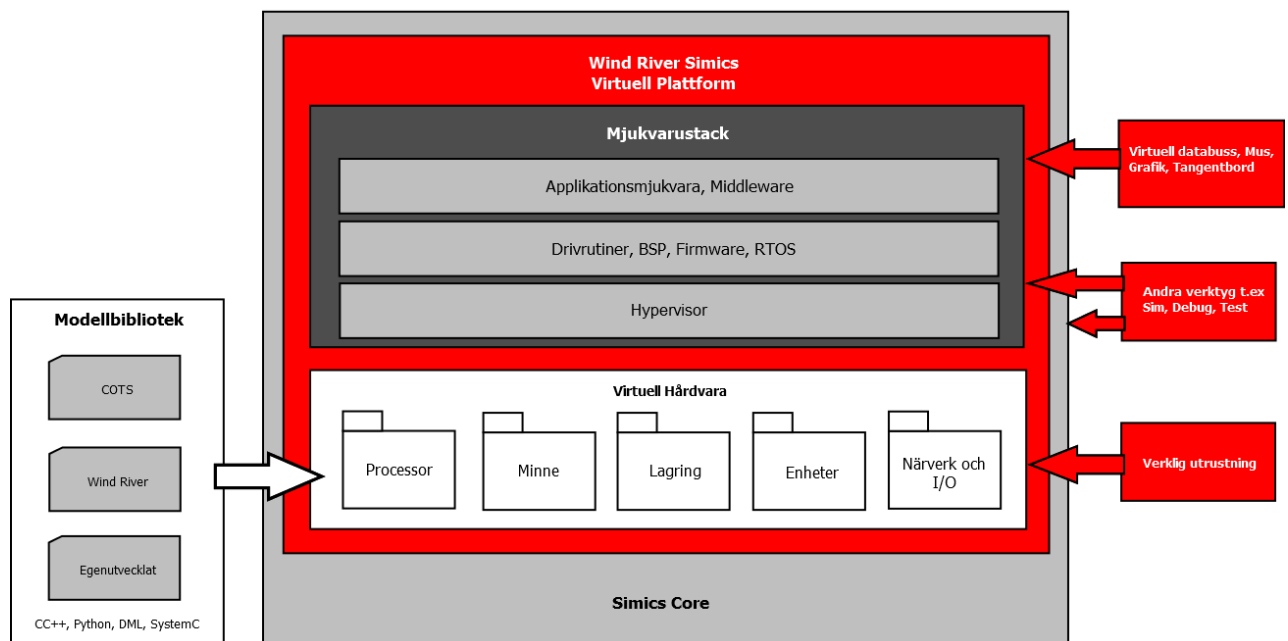 Wind River Simics
Virtuell Plattform
Mjukvarustack
Applikationsmjukvara, Middleware
Drivrutiner, BSP, Firmware, RTOS
Hypervisor
Virtuell Hårdvara
Processor
Minne
Lagring
Enheter
Närverk och
I/O
Simics Core
Modellbibliotek
COTS
Wind River
Egenutvecklat
CC++, Python, DML, SystemC
Virtuell databuss, Mus,
Grafik, Tangentbord
Andra verktyg t.ex
Sim, Debug, Test
Verklig utrustning